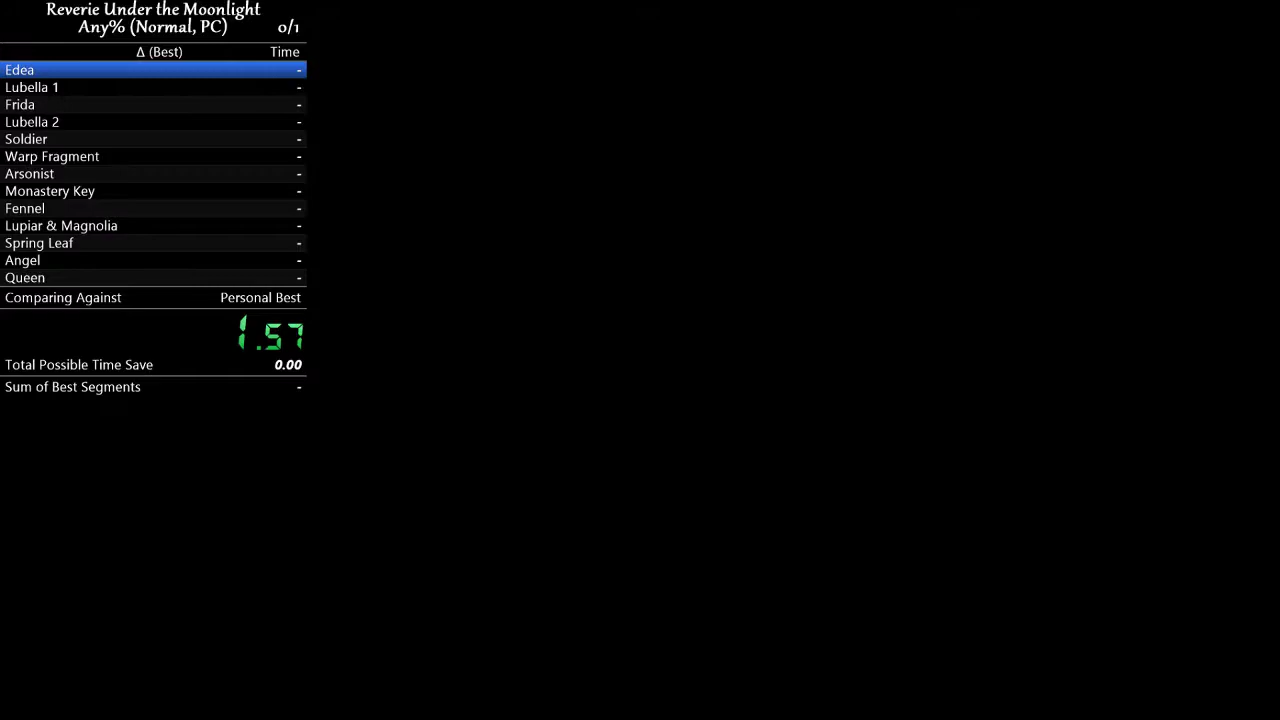 Reverie Under the Moonlight
Any% (Normal, PC) 0/1
Δ (Best) Time
Edea -
Lubella 1 -
Frida -
Lubella 2 -
Soldier -
Warp Fragment -
Arsonist -
Monastery Key -
Fennel -
Lupiar & Magnolia -
Spring Leaf -
Angel -
Queen -
Comparing Against Personal Best
1.57
Total Possible Time Save 0.00
Sum of Best Segments -